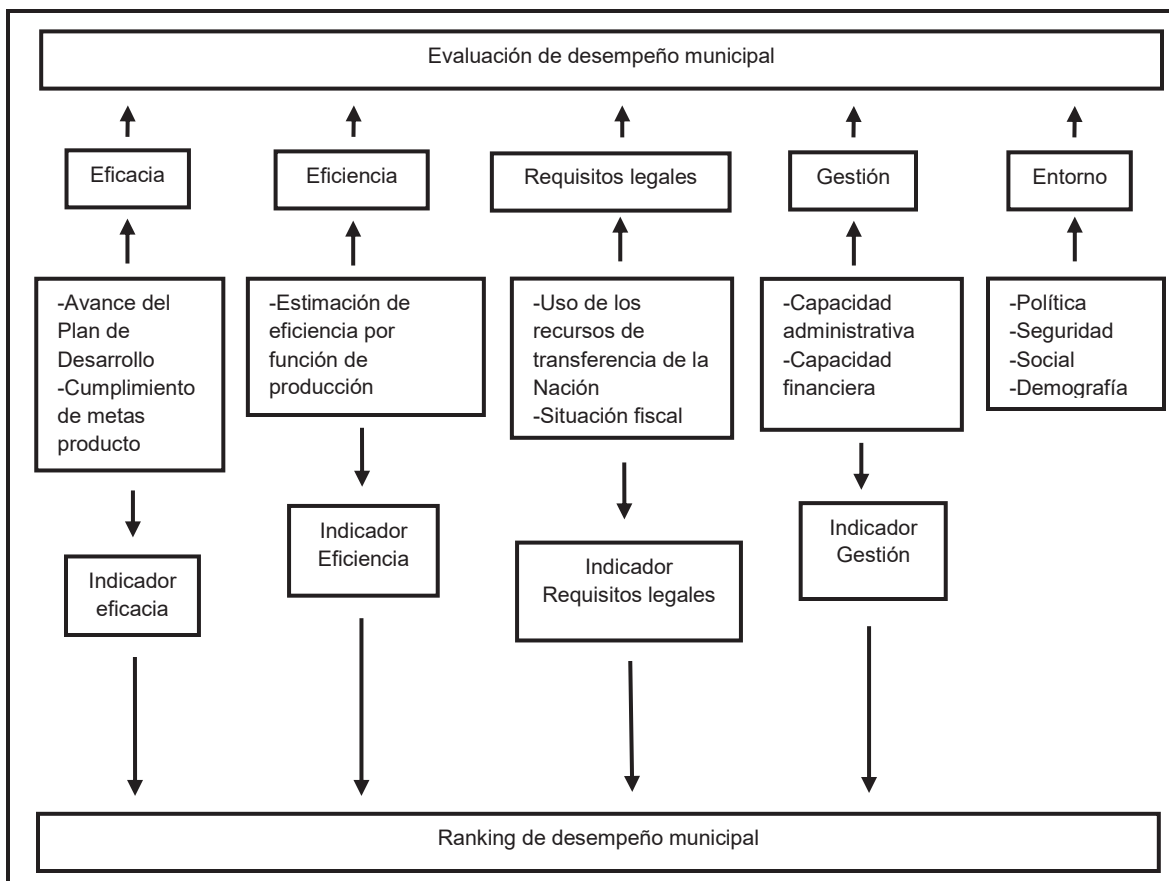 Evaluación de desempeño municipal
Eficacia
Eficiencia
Requisitos legales
Gestión
Entorno
-Avance del
Plan de
Desarrollo
-Cumplimiento
de metas
producto
-Estimación de
eficiencia por
función de
producción
-Uso de los
recursos de
transferencia de la
Nación
-Situación fiscal
-Capacidad
administrativa
-Capacidad
financiera
-Política
-Seguridad
-Social
-Demografía
Indicador
eficacia
Indicador
Eficiencia
Indicador
Requisitos legales
Indicador
Gestión
Ranking de desempeño municipal